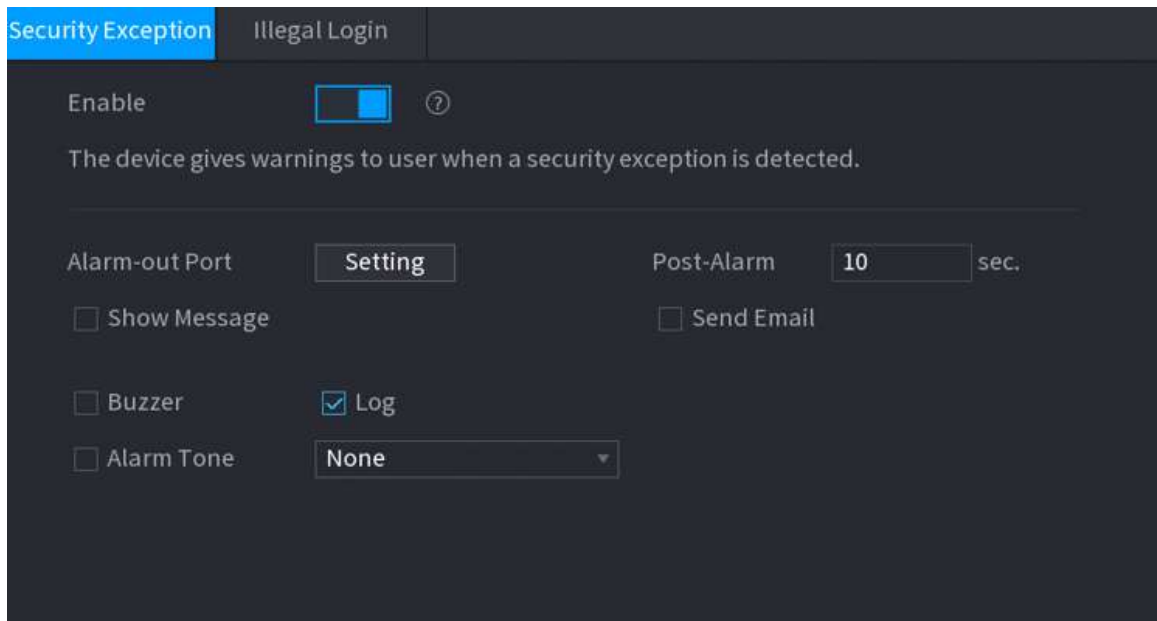 Security Exception Illegal Login
Enable ?
The device gives warnings to user when a security exception is detected.
Alarm-out Port Setting Post-Alarm 10 sec.
Show Message Send Email
Buzzer Log
Alarm Tone None